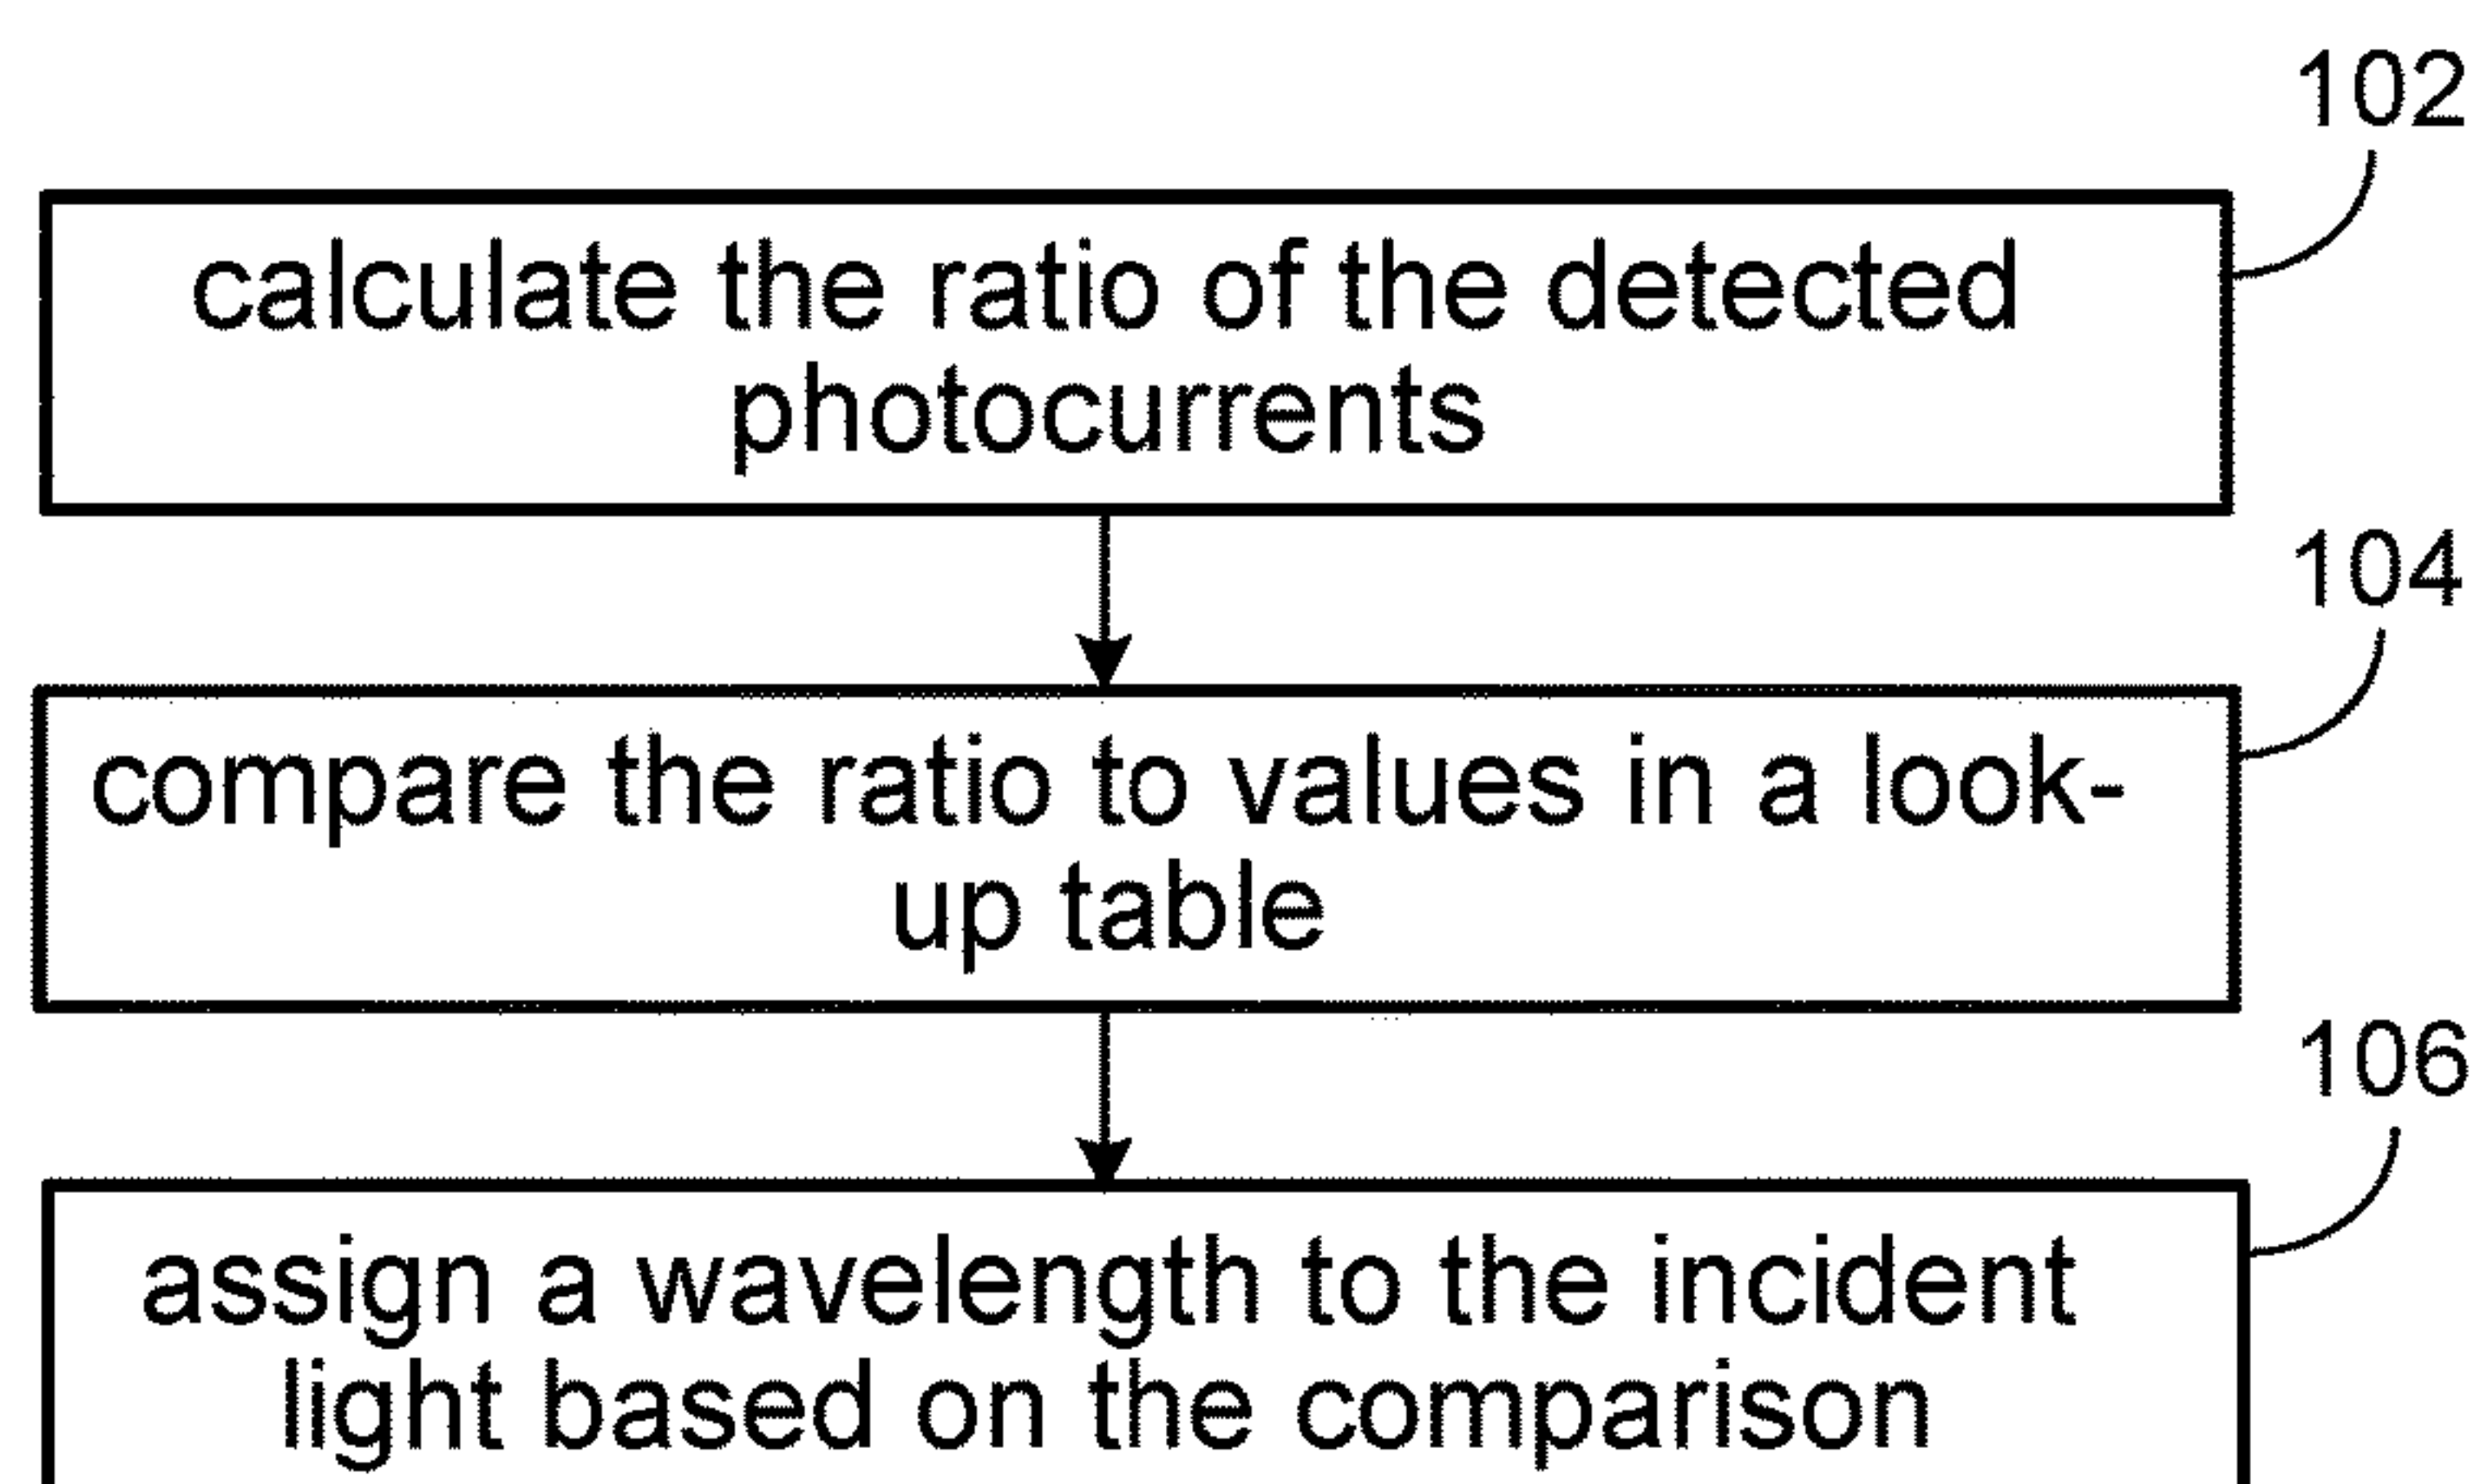 102
calculate the ratio of the detected
photocurrents
104
compare the ratio to values in a look-
up table
106
assign a wavelength to the incident
light based on the comparison